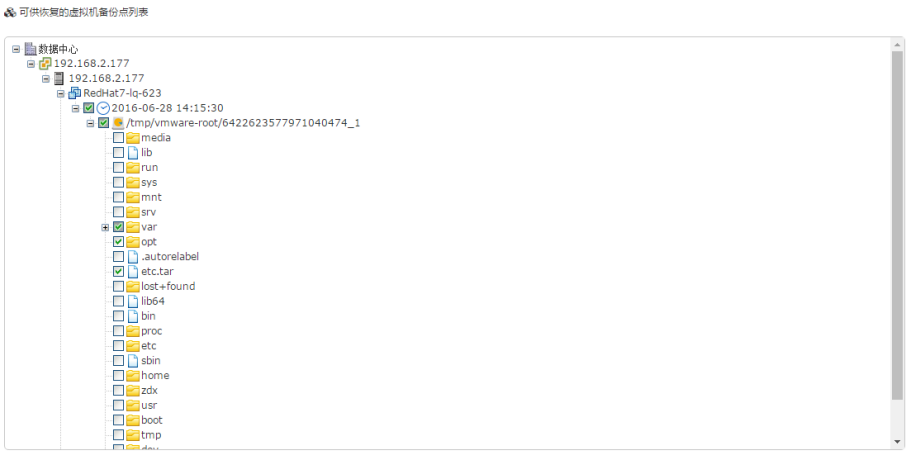 可供恢复的虚拟机备份点列表
数据中心
192.168.2.177
192.168.2.177
RedHat7-lq-623
2016-06-28 14:15:30
/tmp/vmware-root/6422623577971040474_1
media
lib
run
sys
mnt
srv
var
opt
.autorelabel
etc.tar
lost+found
lib64
bin
proc
etc
sbin
home
zdx
usr
boot
tmp
dev